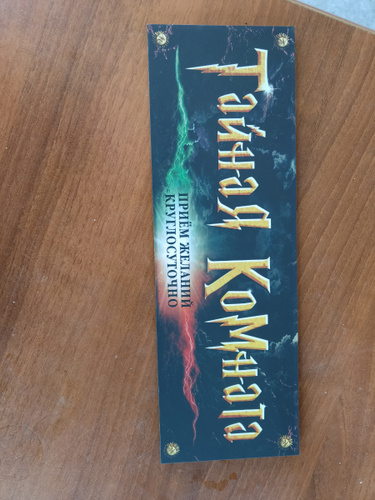 Тайная Комната
ПРИЁМ ЖЕЛАНИЙ
КРУГЛОСУТОЧНО